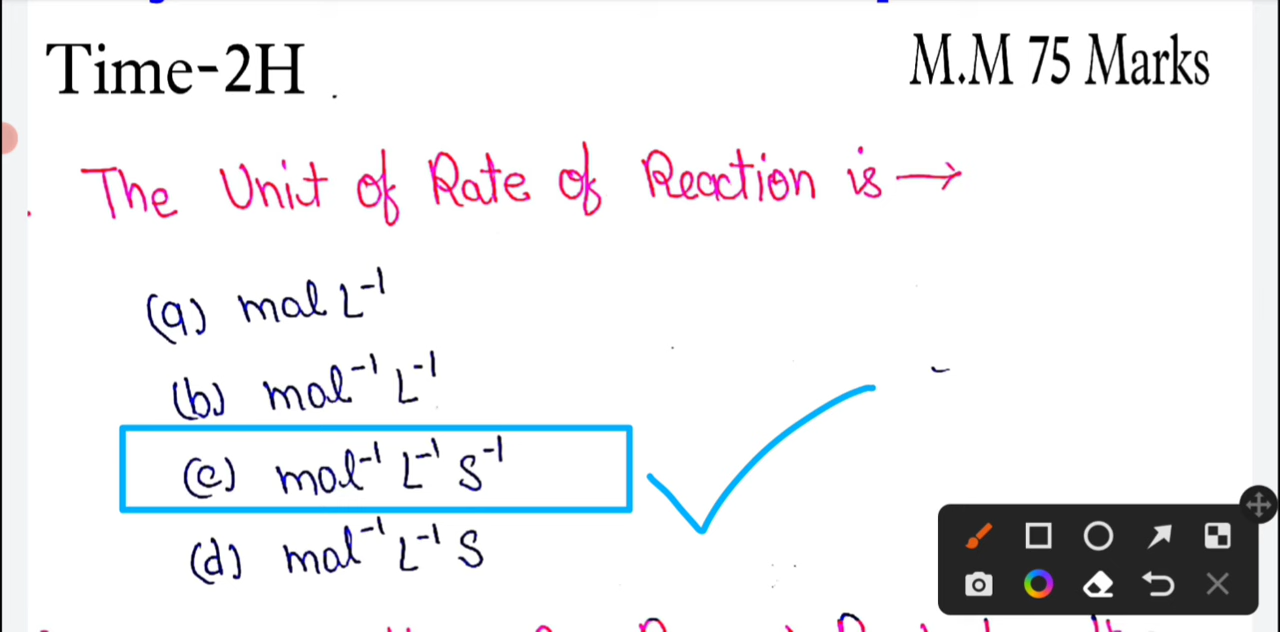 Time-2H
M.M 75 Marks
The Unit of Rate of Reaction is →
(a) mol L⁻¹
(b) mol⁻¹ L⁻¹
(c) mol⁻¹ L⁻¹ S⁻¹
(d) mol⁻¹ L⁻¹ S